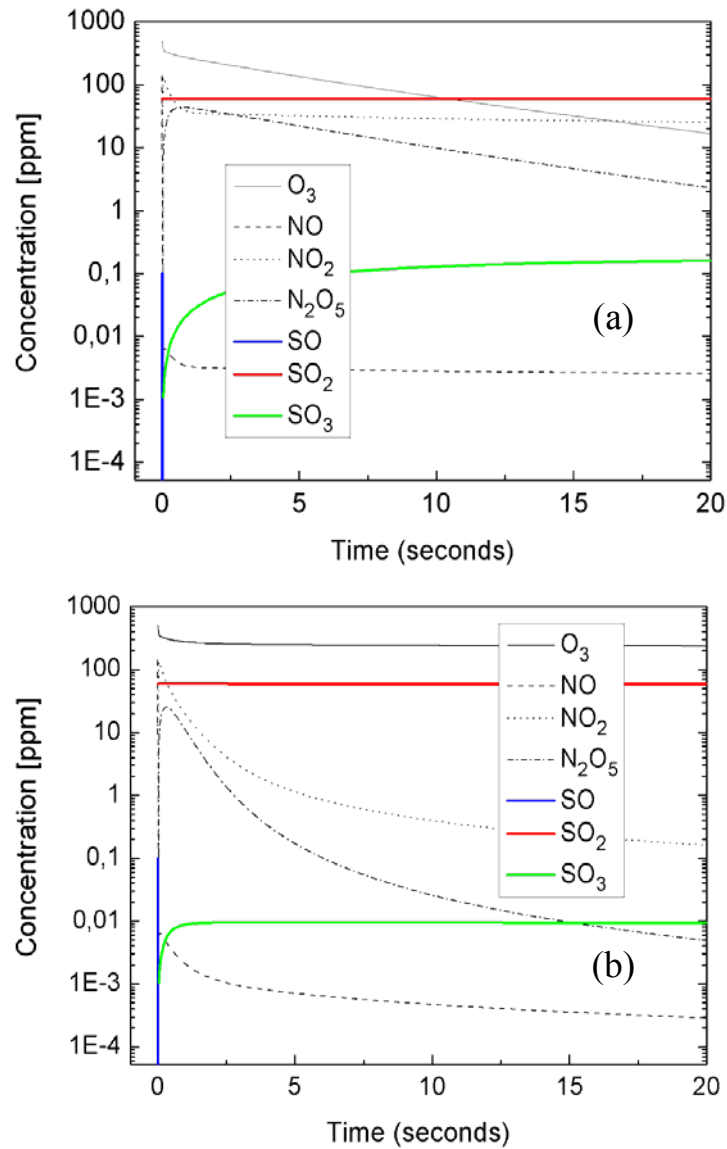 1000
100
10
1
0,1
0,01
1E-3
1E-4
Concentration [ppm]
O₃
NO
NO₂
N₂O₅
SO
SO₂
SO₃
(a)
0 5 10 15 20
Time (seconds)
1000
100
10
1
0,1
0,01
1E-3
1E-4
Concentration [ppm]
O₃
NO
NO₂
N₂O₅
SO
SO₂
SO₃
(b)
0 5 10 15 20
Time (seconds)